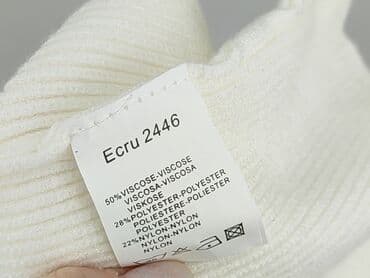 Ecru 2446
50%VISCOSE-VISCOSE
VISCOSA-VISCOSA
VISKOSE
28%POLYESTER-POLYESTER
POLIESTERE-POLIÉSTER
POLYESTER
22%NYLON-NYLON
NYLON-NYLON
NYLON